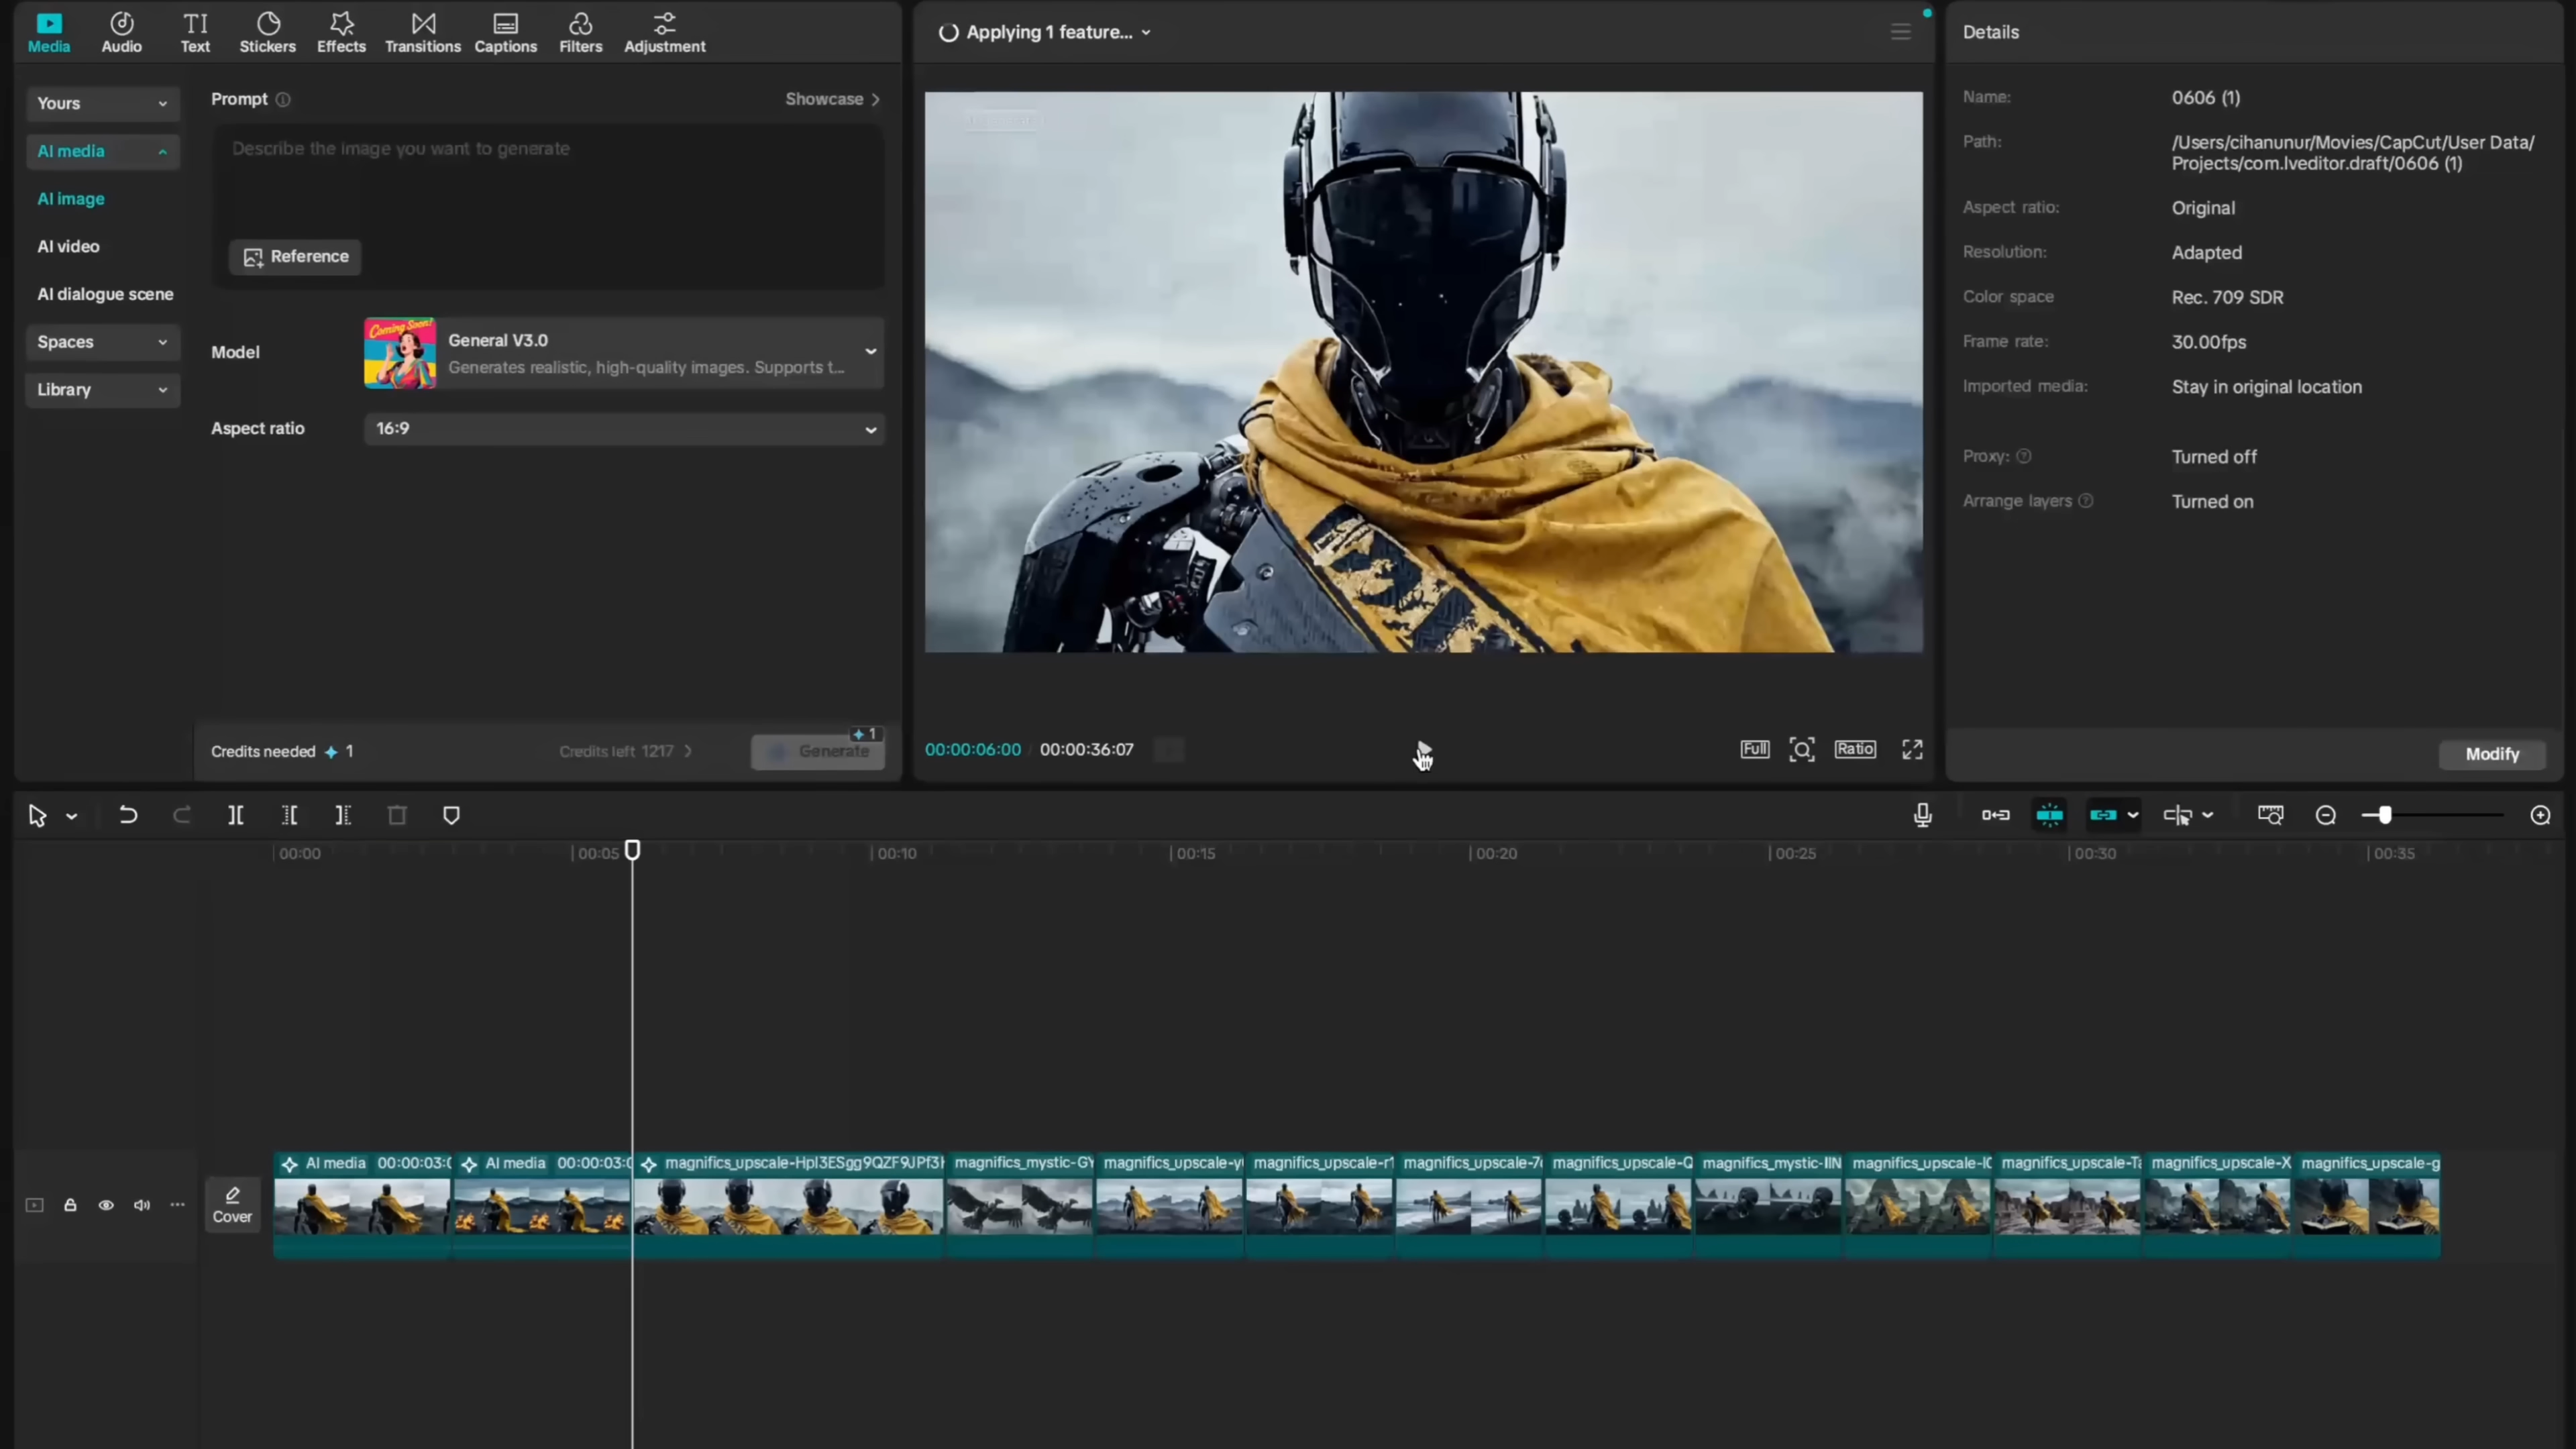 Media
Audio
Text
Stickers
Effects
Transitions
Captions
Filters
Adjustment
Yours
AI media
AI image
AI video
AI dialogue scene
Spaces
Library
Prompt
Showcase
Describe the image you want to generate
Reference
Model
Coming Soon!
General V3.0
Generates realistic, high-quality images. Supports t...
Aspect ratio
16:9
Credits needed 1
Credits left 1217
1
Generate
Applying 1 feature...
00:00:06:00 / 00:00:36:07
Full
Ratio
Details
Name: 0606 (1)
Path: /Users/cihanunur/Movies/CapCut/User Data/
Projects/com.lveditor.draft/0606 (1)
Aspect ratio: Original
Resolution: Adapted
Color space Rec. 709 SDR
Frame rate: 30.00fps
Imported media: Stay in original location
Proxy: Turned off
Arrange layers Turned on
Modify
00:00 00:05 00:10 00:15 00:20 00:25 00:30 00:35
Cover
AI media 00:00:03:0
AI media 00:00:03:0
magnifics_upscale-HpI3ESgg9QZF9JPf3
magnifics_mystic-GY
magnifics_upscale-y
magnifics_upscale-r1
magnifics_upscale-7
magnifics_upscale-Q
magnifics_mystic-IIN
magnifics_upscale-I
magnifics_upscale-Ta
magnifics_upscale-X
magnifics_upscale-g